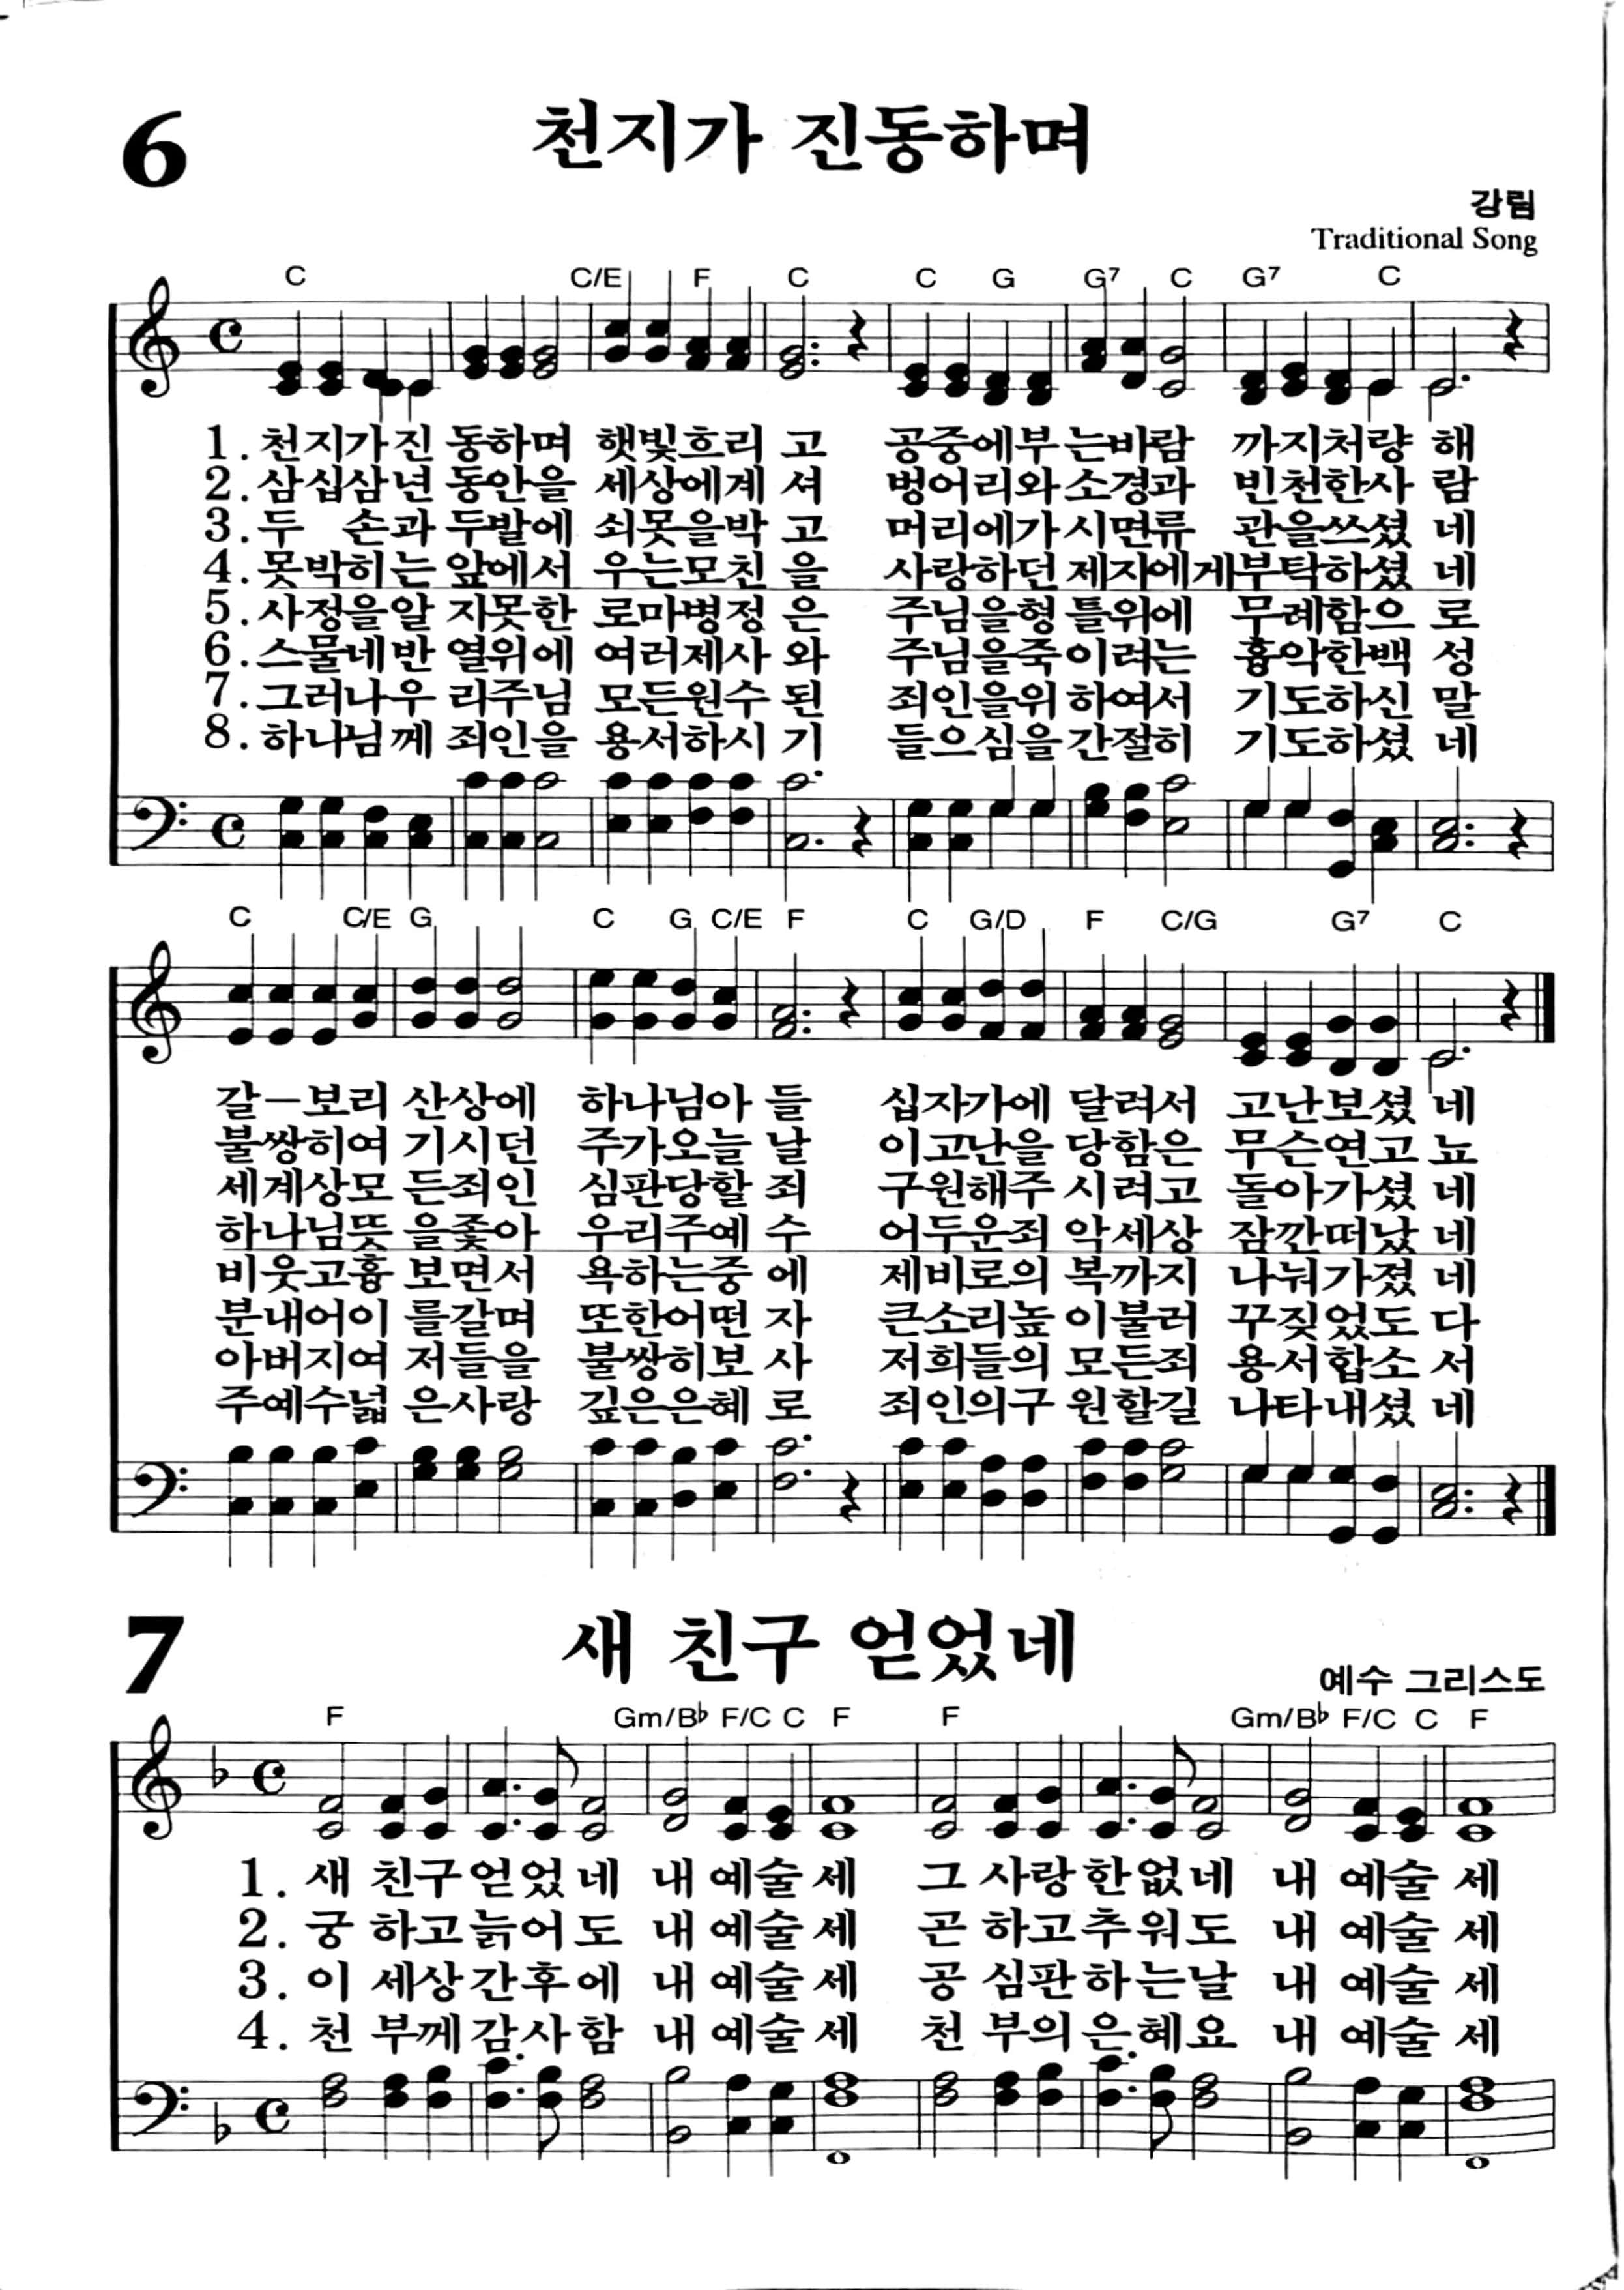 6
천지가 진동하며
강림
Traditional Song
C C/E F C C G G7 C G7 C
1. 천지가진 동하며 햇빛흐리 고 공중에부 는바람 까지처량 해
2. 삼십삼년 동안을 세상에계 셔 벙어리와 소경과 빈천한사 람
3. 두 손과 두발에 쇠못을박 고 머리에가 시면류 관을쓰셨 네
4. 못박히는 앞에서 우는모친 을 사랑하던 제자에게부탁하셨 네
5. 사정을알 지못한 로마병정 은 주님을형 틀위에 무례함으 로
6. 스물네반 열위에 여러제사 와 주님을죽 이려는 흉악한백 성
7. 그러나우 리주님 모든원수 된 죄인을위 하여서 기도하신 말
8. 하나님께 죄인을 용서하시 기 들으심을 간절히 기도하셨 네
C C/E G C G C/E F C G/D F C/G G7 C
갈-보리 산상에 하나님아 들 십자가에 달려서 고난보셨 네
불쌍히여 기시던 주가오늘 날 이고난을 당함은 무슨연고 뇨
세계상모 든죄인 심판당할 죄 구원해주 시려고 돌아가셨 네
하나님뜻 을좇아 우리주예 수 어두운죄 악세상 잠깐떠났 네
비웃고흉 보면서 욕하는중 에 제비로의 복까지 나눠가졌 네
분내어이 를갈며 또한어떤 자 큰소리높 이불러 꾸짖었도 다
아버지여 저들을 불쌍히보 사 저희들의 모든죄 용서합소 서
주예수넓 은사랑 깊은은혜 로 죄인의구 원할길 나타내셨 네
7
새 친구 얻었네
예수 그리스도
F Gm/B♭ F/C C F F Gm/B♭ F/C C F
1. 새 친구얻었네 내 예술세 그 사랑한없네 내 예술세
2. 궁 하고늙어도 내 예술세 곤 하고추워도 내 예술세
3. 이 세상간후에 내 예술세 공 심판하는날 내 예술세
4. 천 부께감사함 내 예술세 천 부의은혜요 내 예술세